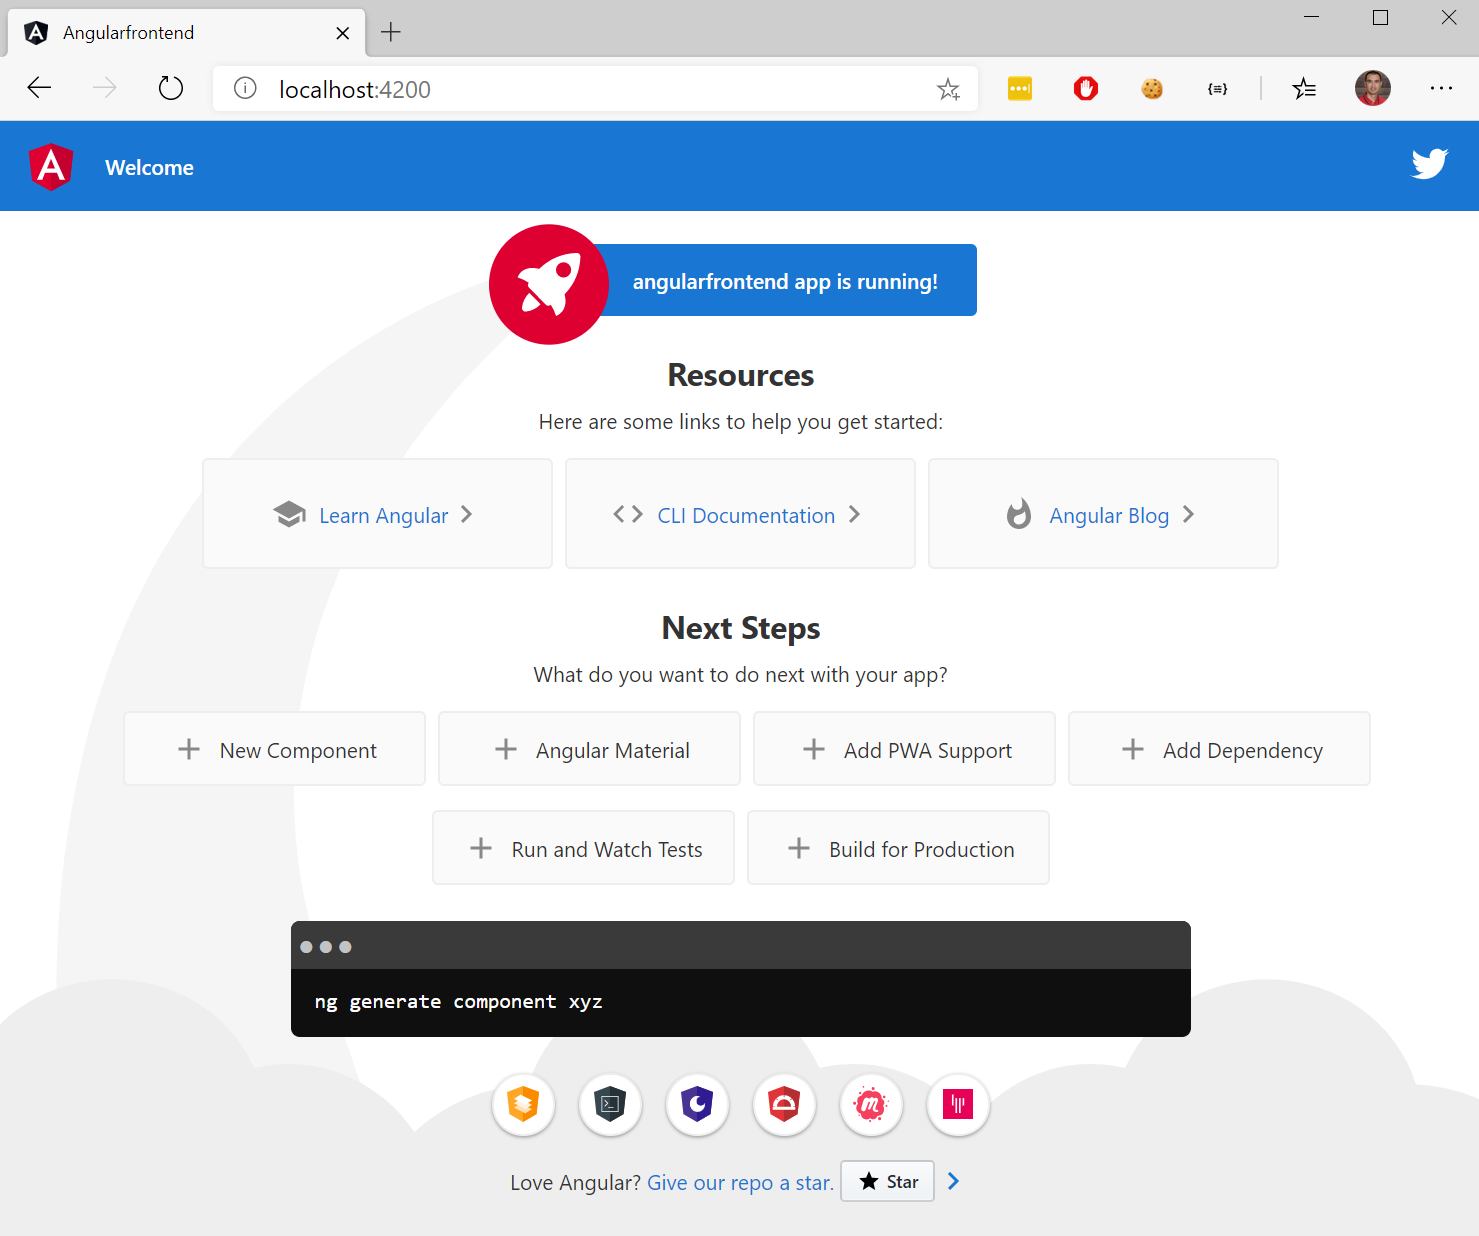 Angularfrontend
localhost:4200
Welcome
angularfrontend app is running!
Resources
Here are some links to help you get started:
Learn Angular
CLI Documentation
Angular Blog
Next Steps
What do you want to do next with your app?
New Component
Angular Material
Add PWA Support
Add Dependency
Run and Watch Tests
Build for Production
ng generate component xyz
Love Angular? Give our repo a star. Star